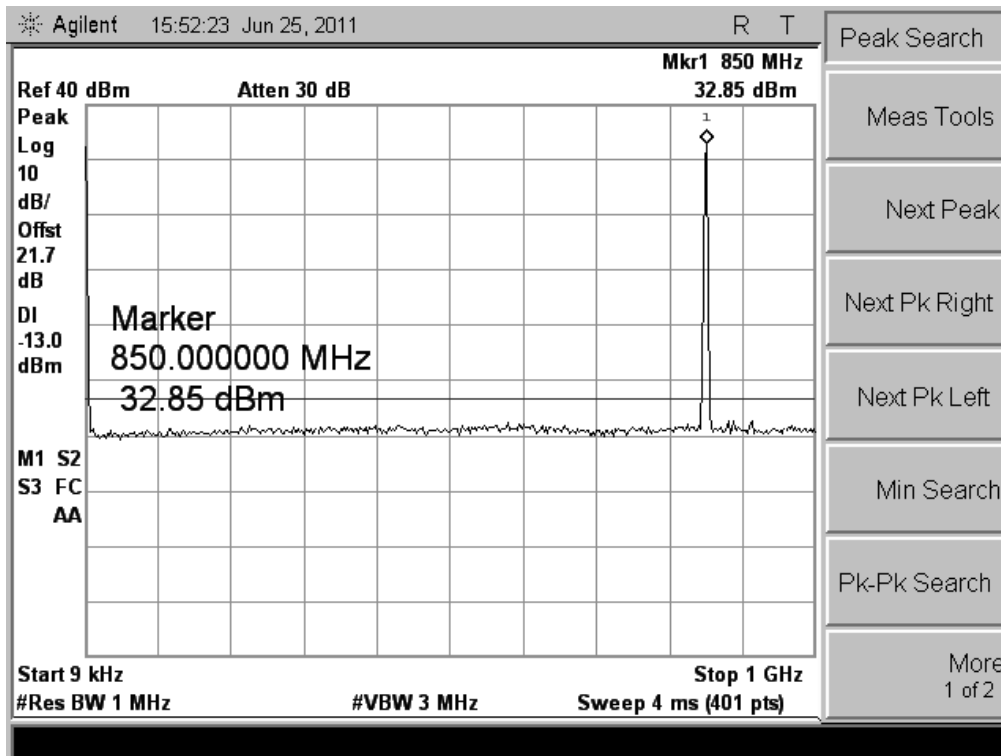 Agilent 15:52:23 Jun 25, 2011 R T
Mkr1 850 MHz
Ref 40 dBm Atten 30 dB 32.85 dBm
Peak
Log
10
dB/
Offst
21.7
dB
DI
-13.0
dBm
1
Marker
850.000000 MHz
32.85 dBm
M1 S2
S3 FC
AA
Start 9 kHz Stop 1 GHz
#Res BW 1 MHz #VBW 3 MHz Sweep 4 ms (401 pts)
Peak Search
Meas Tools
Next Peak
Next Pk Right
Next Pk Left
Min Search
Pk-Pk Search
More
1 of 2